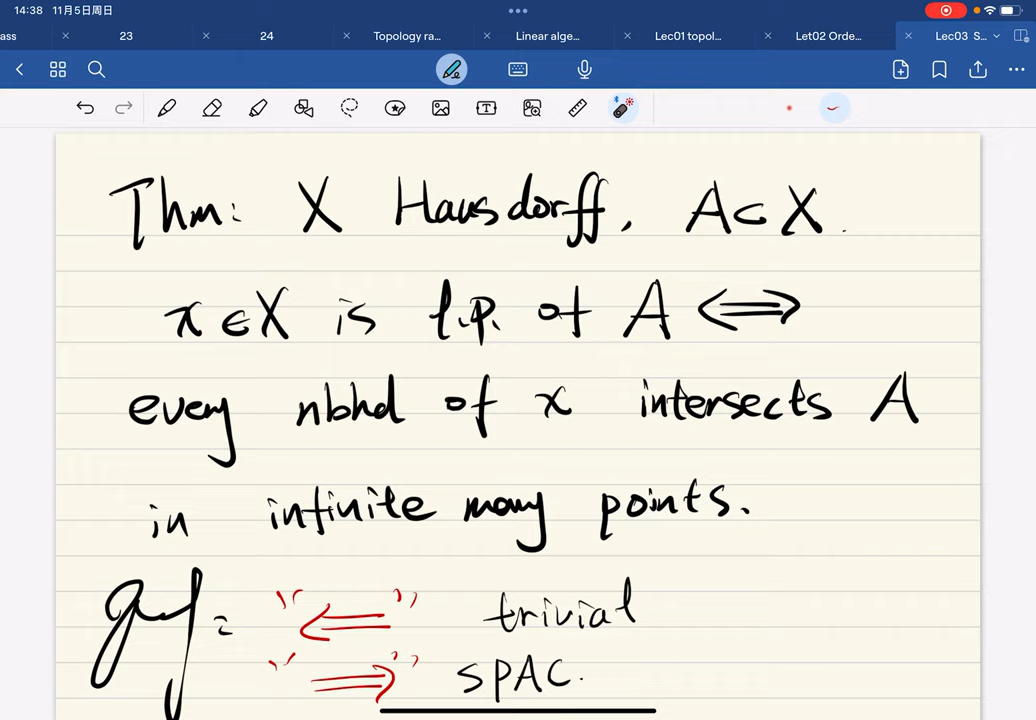 14:38 11月5日周日
ass 23 24 Topology ra... Linear alge... Lec01 topol... Let02 Orde... Lec03 S...
Thm: X Hausdorff, A⊂X.
x∈X is l.p. of A ⟺
every nbhd of x intersects A
in infinite many points.
"⟸" trivial
"⟹" SPAC.